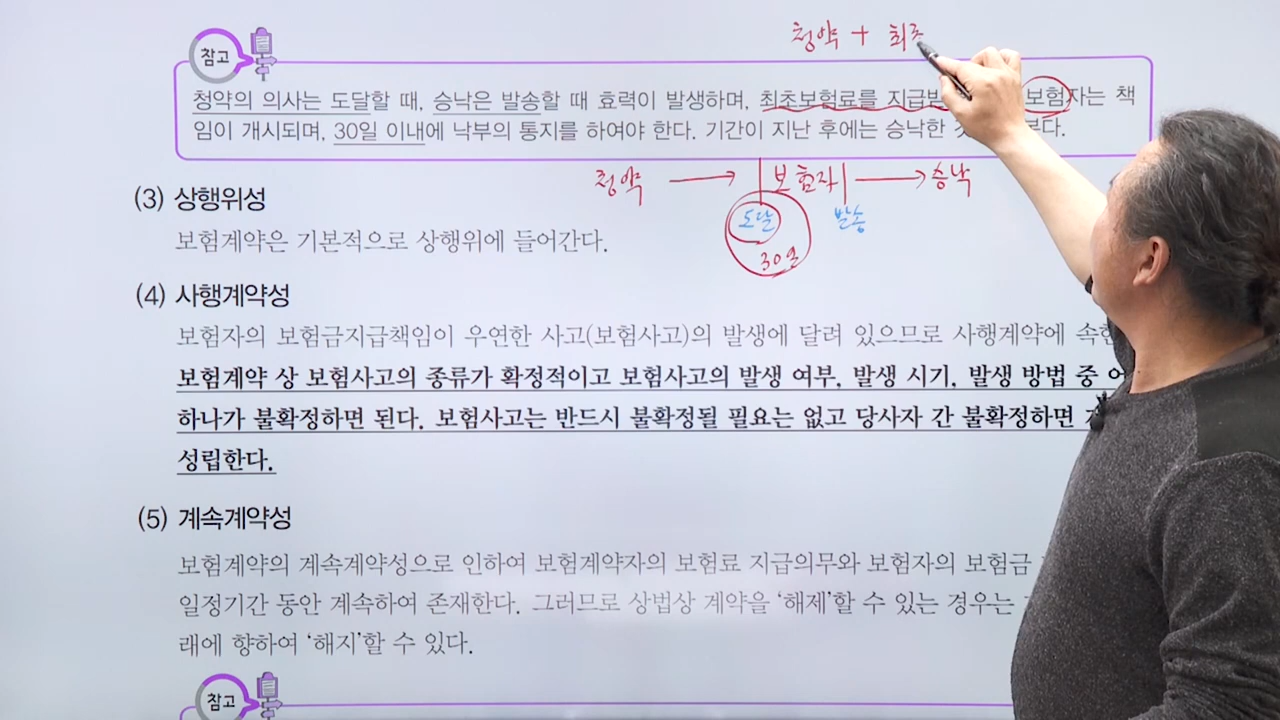 청약 + 최초
참고
청약의 의사는 도달할 때, 승낙은 발송할 때 효력이 발생하며, 최초보험료를 지급받 보험자는 책
임이 개시되며, 30일 이내에 낙부의 통지를 하여야 한다. 기간이 지난 후에는 승낙한 것 본다.
청약 → 보험자 → 승낙
도달 발송
30일
(3) 상행위성
보험계약은 기본적으로 상행위에 들어간다.
(4) 사행계약성
보험자의 보험금지급책임이 우연한 사고(보험사고)의 발생에 달려 있으므로 사행계약에 속한
보험계약 상 보험사고의 종류가 확정적이고 보험사고의 발생 여부, 발생 시기, 발생 방법 중 어
하나가 불확정하면 된다. 보험사고는 반드시 불확정될 필요는 없고 당사자 간 불확정하면
성립한다.
(5) 계속계약성
보험계약의 계속계약성으로 인하여 보험계약자의 보험료 지급의무와 보험자의 보험금
일정기간 동안 계속하여 존재한다. 그러므로 상법상 계약을 '해제'할 수 있는 경우는
래에 향하여 '해지'할 수 있다.
참고